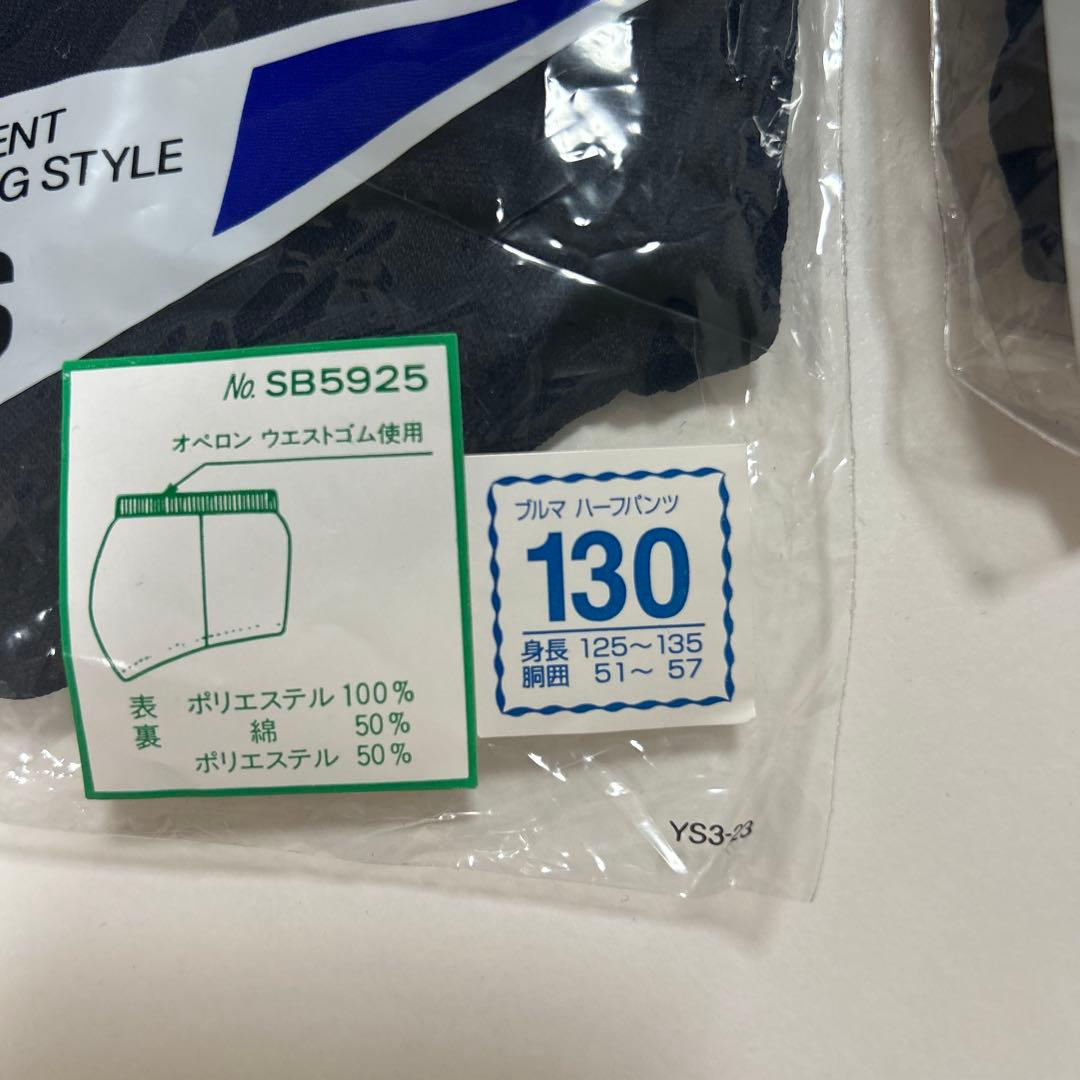 ENT
G STYLE
S
No. SB5925
オペロン ウエストゴム使用
表 ポリエステル 100%
裏 綿 50%
ポリエステル 50%
ブルマ ハーフパンツ
130
身長 125〜135
胴囲 51〜 57
YS3-23